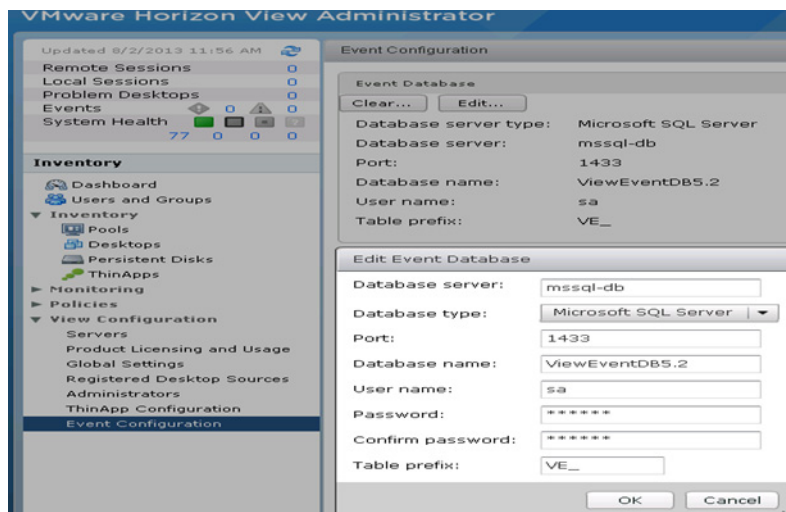 VMware Horizon View Administrator
Updated 8/2/2013 11:56 AM
Remote Sessions 0
Local Sessions 0
Problem Desktops 0
Events 0 0
System Health
77 0 0 0
Inventory
Dashboard
Users and Groups
Inventory
Pools
Desktops
Persistent Disks
ThinApps
Monitoring
Policies
View Configuration
Servers
Product Licensing and Usage
Global Settings
Registered Desktop Sources
Administrators
ThinApp Configuration
Event Configuration
Event Configuration
Event Database
Clear... Edit...
Database server type: Microsoft SQL Server
Database server: mssql-db
Port: 1433
Database name: ViewEventDB5.2
User name: sa
Table prefix: VE_
Edit Event Database
Database server: mssql-db
Database type: Microsoft SQL Server
Port: 1433
Database name: ViewEventDB5.2
User name: sa
Password: ******
Confirm password: ******
Table prefix: VE_
OK Cancel